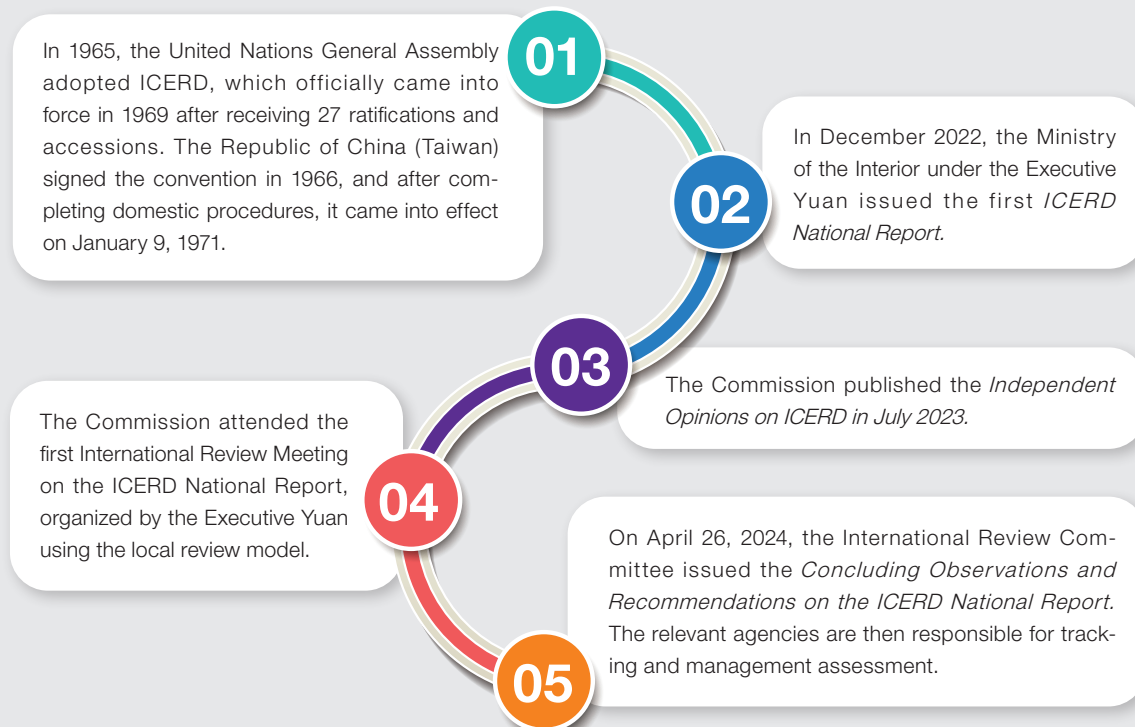 01
In 1965, the United Nations General Assembly
adopted ICERD, which officially came into
force in 1969 after receiving 27 ratifications and
accessions. The Republic of China (Taiwan)
signed the convention in 1966, and after com-
pleting domestic procedures, it came into effect
on January 9, 1971.
02
In December 2022, the Ministry
of the Interior under the Executive
Yuan issued the first ICERD
National Report.
03
The Commission published the Independent
Opinions on ICERD in July 2023.
04
The Commission attended the
first International Review Meeting
on the ICERD National Report,
organized by the Executive Yuan
using the local review model.
05
On April 26, 2024, the International Review Com-
mittee issued the Concluding Observations and
Recommendations on the ICERD National Report.
The relevant agencies are then responsible for track-
ing and management assessment.